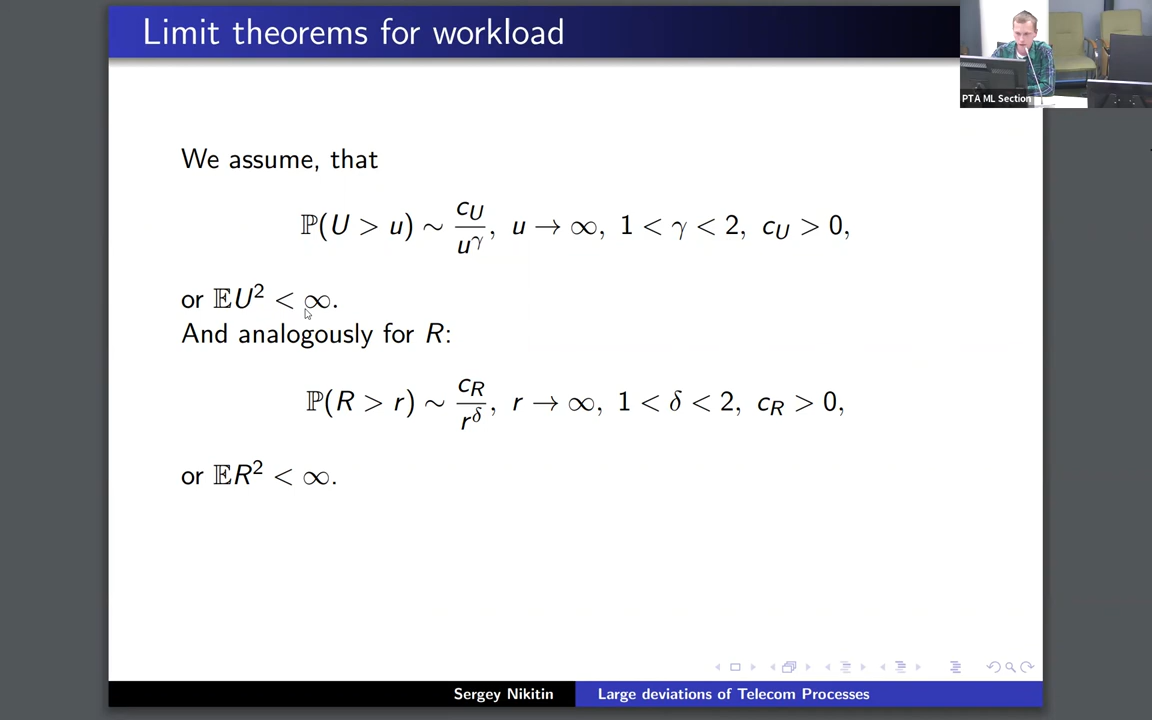 Limit theorems for workload
PTA ML Section
We assume, that
ℙ(U > u) ∼ c_U / u^γ, u → ∞, 1 < γ < 2, c_U > 0,
or 𝔼U² < ∞.
And analogously for R:
ℙ(R > r) ∼ c_R / r^δ, r → ∞, 1 < δ < 2, c_R > 0,
or 𝔼R² < ∞.
Sergey Nikitin
Large deviations of Telecom Processes